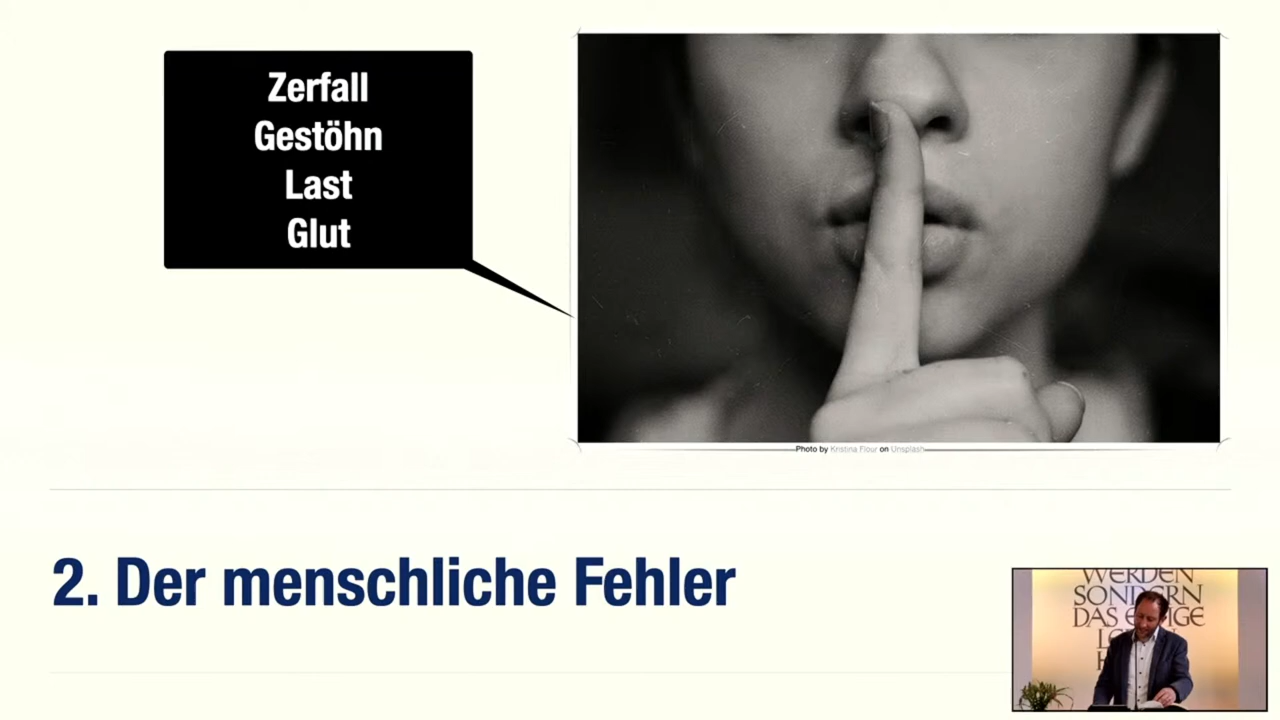 Zerfall
Gestöhn
Last
Glut
Photo by Kristina Flour on Unsplash
2. Der menschliche Fehler
WERDEN
SONDERN
DAS EWIGE